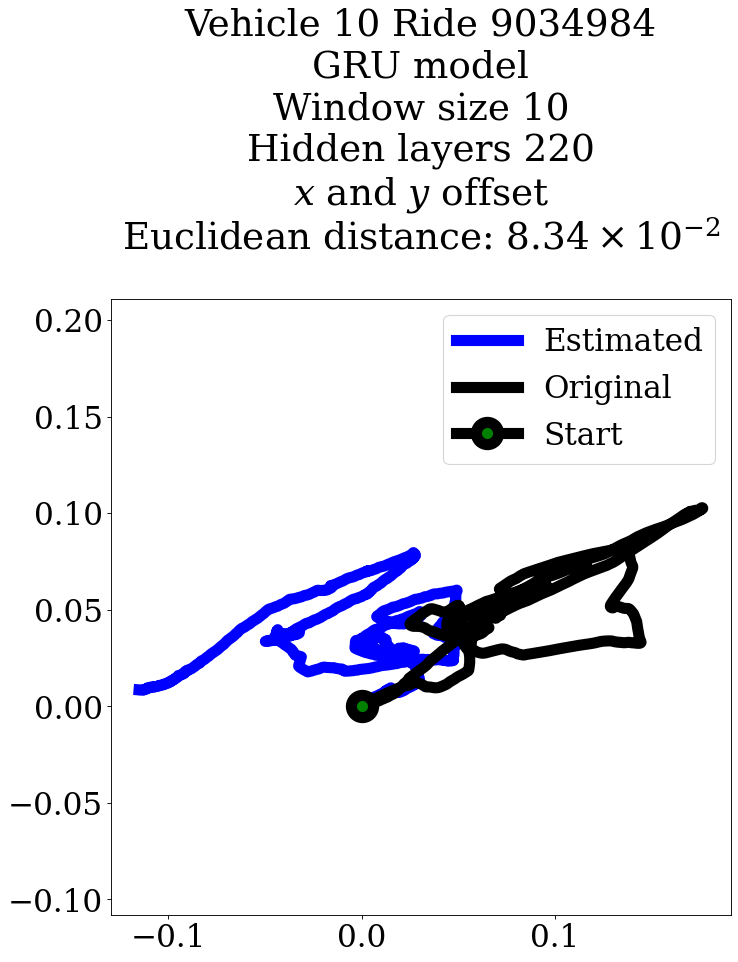 Vehicle 10 Ride 9034984
GRU model
Window size 10
Hidden layers 220
x and y offset
Euclidean distance: 8.34 × 10⁻²
0.20
0.15
0.10
0.05
0.00
−0.05
−0.10
Estimated
Original
Start
−0.1
0.0
0.1